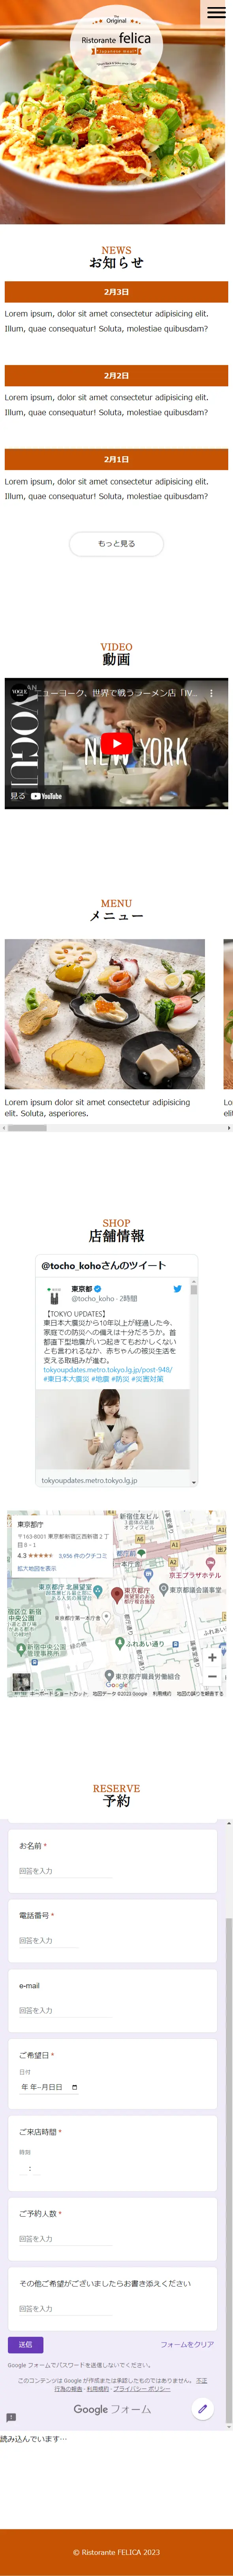 The
Original
Ristorante felica
Japanese Road
NEWS
お知らせ
2月3日
Lorem ipsum, dolor sit amet consectetur adipisicing elit.
Illum, quae consequatur! Soluta, molestiae quibusdam?
2月2日
Lorem ipsum, dolor sit amet consectetur adipisicing elit.
Illum, quae consequatur! Soluta, molestiae quibusdam?
2月1日
Lorem ipsum, dolor sit amet consectetur adipisicing elit.
Illum, quae consequatur! Soluta, molestiae quibusdam?
もっと見る
VIDEO
動画
ニューヨーク、世界で戦うラーメン店「IV...
VOGUE
NEW YORK
見る YouTube
MENU
メニュー
Lorem ipsum dolor sit amet consectetur adipisicing
elit. Soluta, asperiores.
SHOP
店舗情報
@tocho_kohoさんのツイート
東京都
@tocho_koho · 2時間
【TOKYO UPDATES】
東日本大震災から10年以上が経過した今、
家庭での防災への備えは十分だろうか。首
都直下型地震がいつ起きてもおかしくない
とも言われるなか、赤ちゃんの被災生活を
支える取組みが進む。
tokyoupdates.metro.tokyo.lg.jp/post-948/
#東日本大震災 #地震 #防災 #災害対策
tokyoupdates.metro.tokyo.lg.jp
東京都庁
〒163-8001 東京都新宿区西新宿２丁
目８−１
4.3 ★★★★★ 3,956 件のクチコミ
拡大地図を表示
新宿住友ビル
都庁前
京王プラザホテル
東京都庁 北展望室
東京都庁
東京都議会議事堂
新宿中央公園
ふれあい通り
東京都庁職員労働組合
Google
キーボード ショートカット 地図データ ©2023 Google 利用規約 地図の誤りを報告する
RESERVE
予約
お名前 *
回答を入力
電話番号 *
回答を入力
e-mail
回答を入力
ご希望日 *
日付
年 /月/日
ご来店時間 *
時刻
:
ご予約人数 *
回答を入力
その他ご希望がございましたらお書き添えください
回答を入力
送信
フォームをクリア
Google フォームでパスワードを送信しないでください。
このコンテンツは Google が作成または承認したものではありません。 不正
行為の報告 - 利用規約 - プライバシー ポリシー
Google フォーム
読み込んでいます…
© Ristorante FELICA 2023